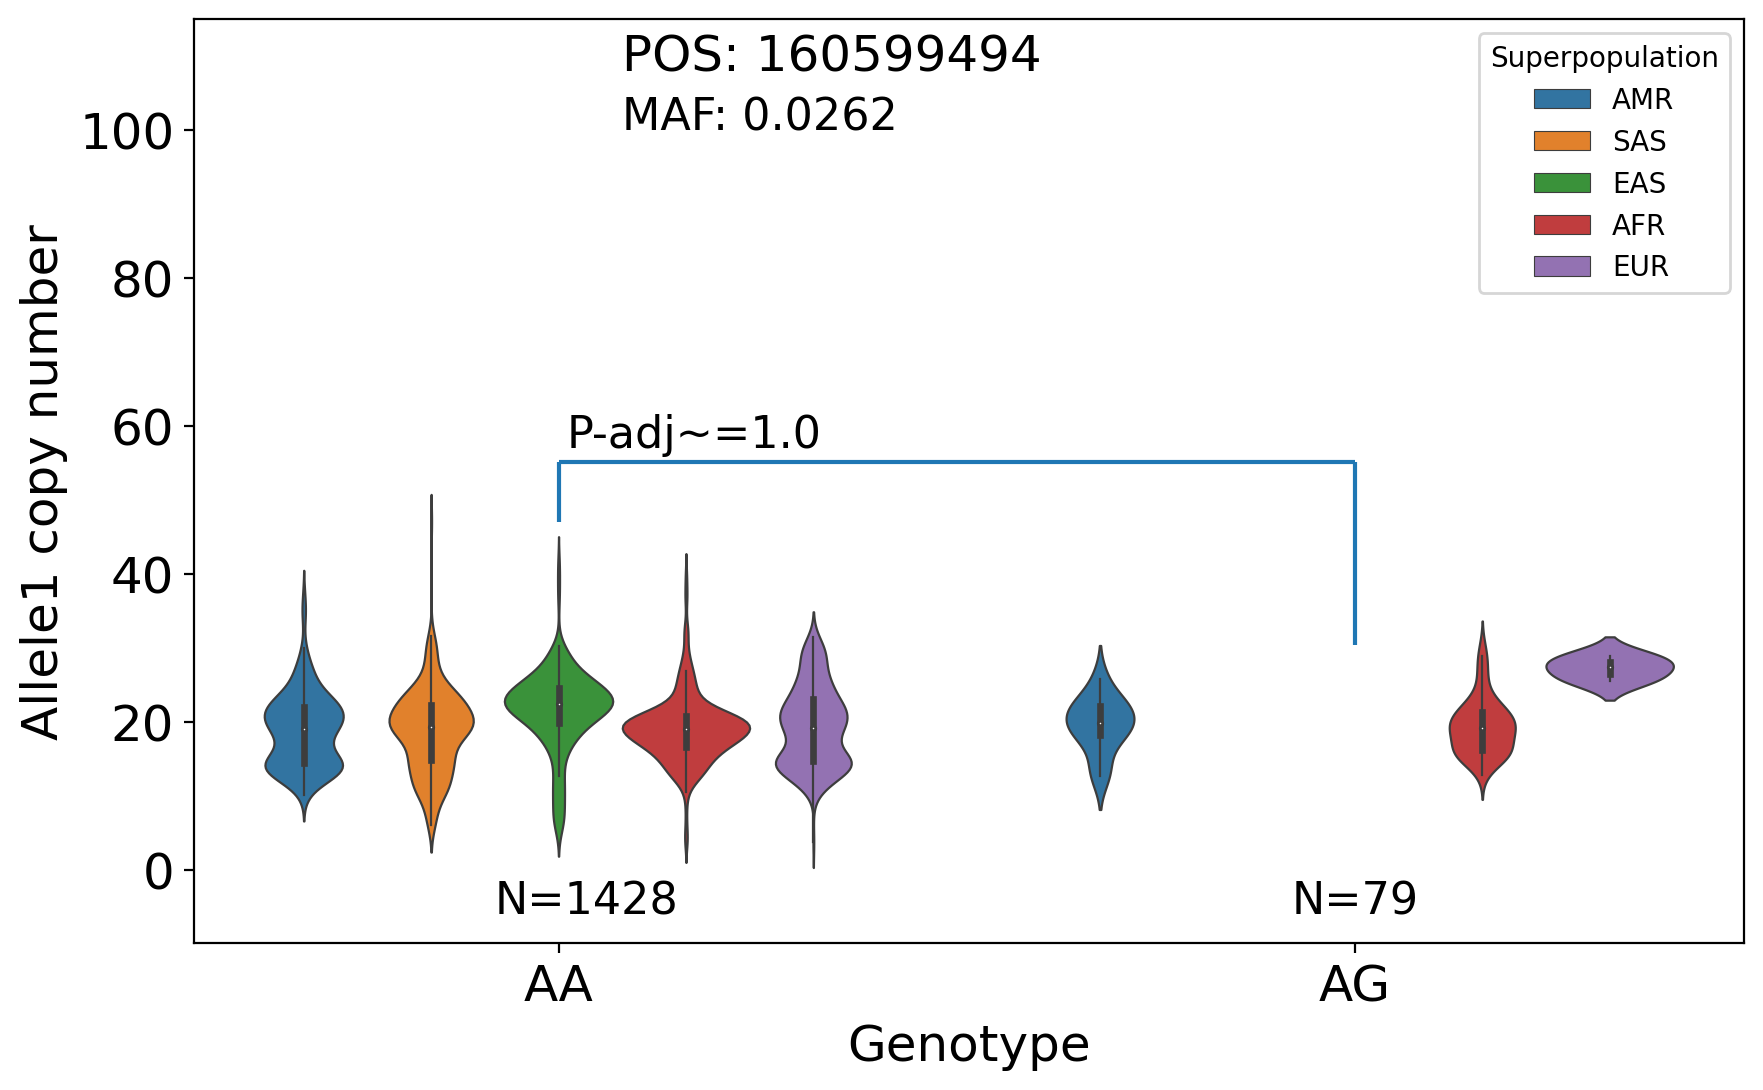 POS: 160599494
MAF: 0.0262
Superpopulation
AMR
SAS
EAS
AFR
EUR
Allele1 copy number
100
80
60
40
20
0
P-adj~=1.0
N=1428
N=79
AA
AG
Genotype